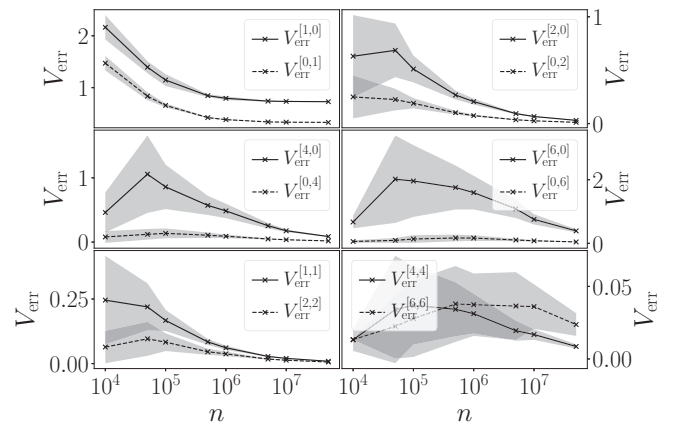 2
1
V_err
V_err^[1,0]
V_err^[0,1]
V_err^[2,0]
V_err^[0,2]
1
0
V_err
1
0
V_err
V_err^[4,0]
V_err^[0,4]
V_err^[6,0]
V_err^[0,6]
2
0
V_err
0.25
0.00
V_err
V_err^[1,1]
V_err^[2,2]
V_err^[4,4]
V_err^[6,6]
0.05
0.00
V_err
10^4 10^5 10^6 10^7
10^4 10^5 10^6 10^7
n
n